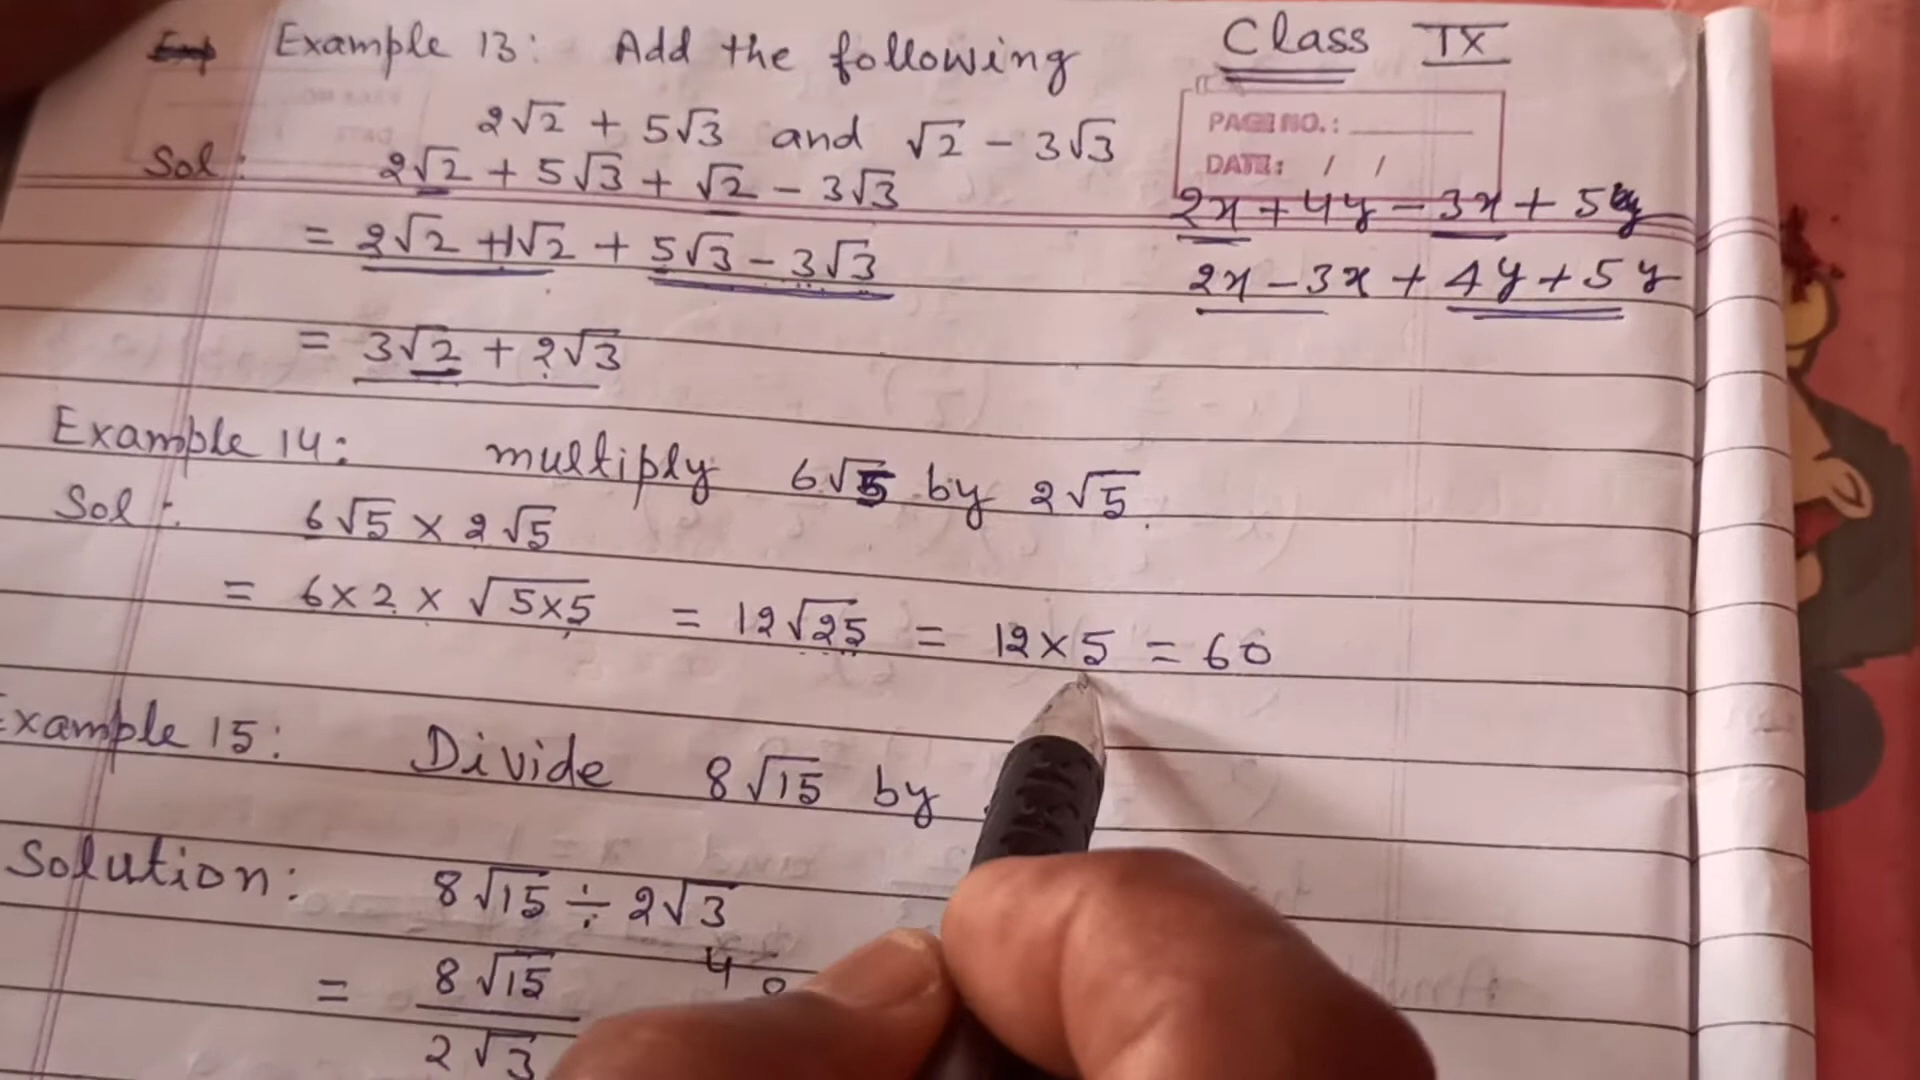 Example 13: Add the following
Class IX
2√2 + 5√3 and √2 - 3√3
PAGE NO.:
DATE: / /
Sol: 2√2 + 5√3 + √2 - 3√3
2x + 4y - 3x + 5y
= 2√2 + 1√2 + 5√3 - 3√3
2x - 3x + 4y + 5y
= 3√2 + 2√3
Example 14: multiply 6√5 by 2√5.
Sol: 6√5 × 2√5
= 6×2 × √5×5 = 12√25 = 12×5 = 60
Example 15: Divide 8√15 by
Solution: 8√15 ÷ 2√3
= 8√15 4
2√3